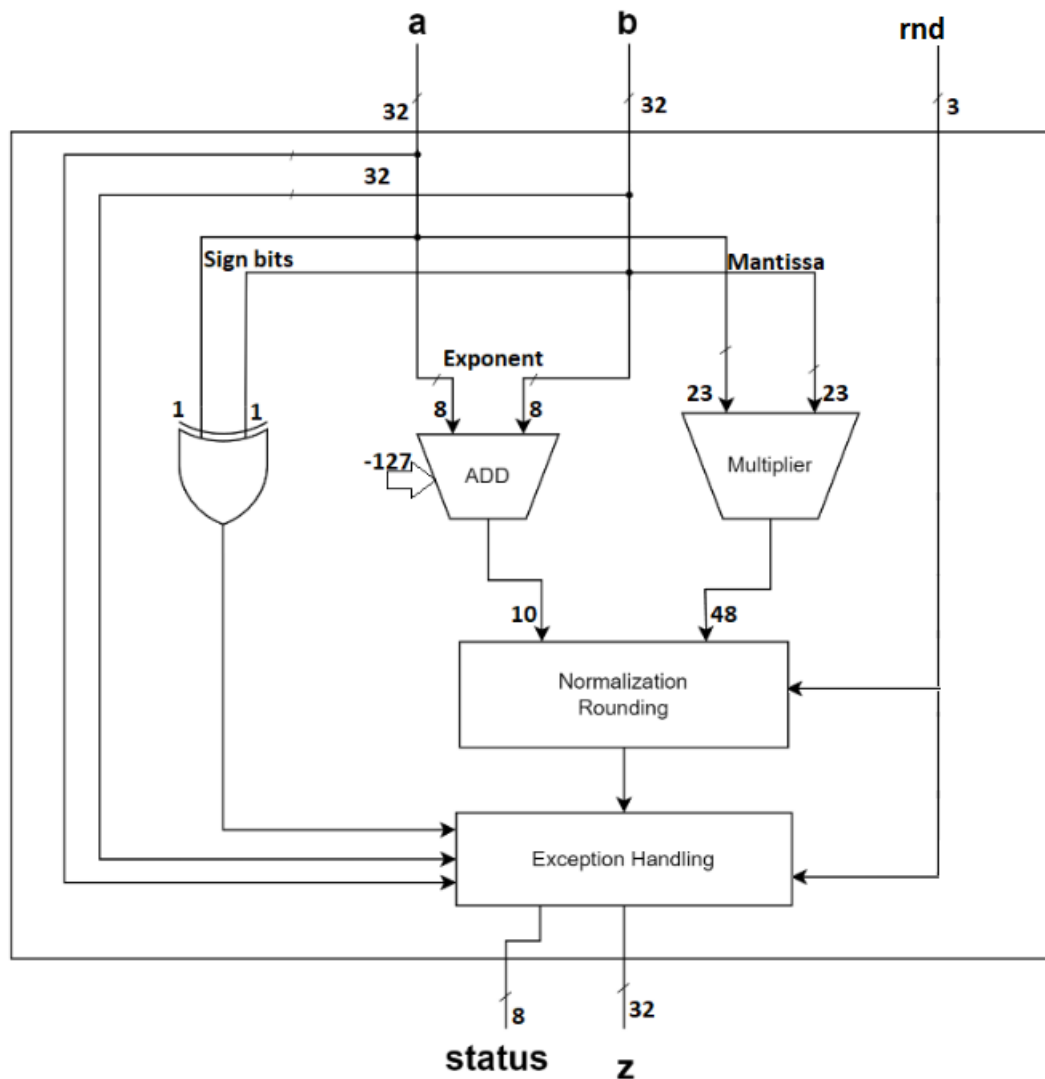 a
b
rnd
32
32
3
32
Sign bits
Mantissa
Exponent
1
1
8
8
23
23
-127
ADD
Multiplier
10
48
Normalization
Rounding
Exception Handling
8
32
status
z